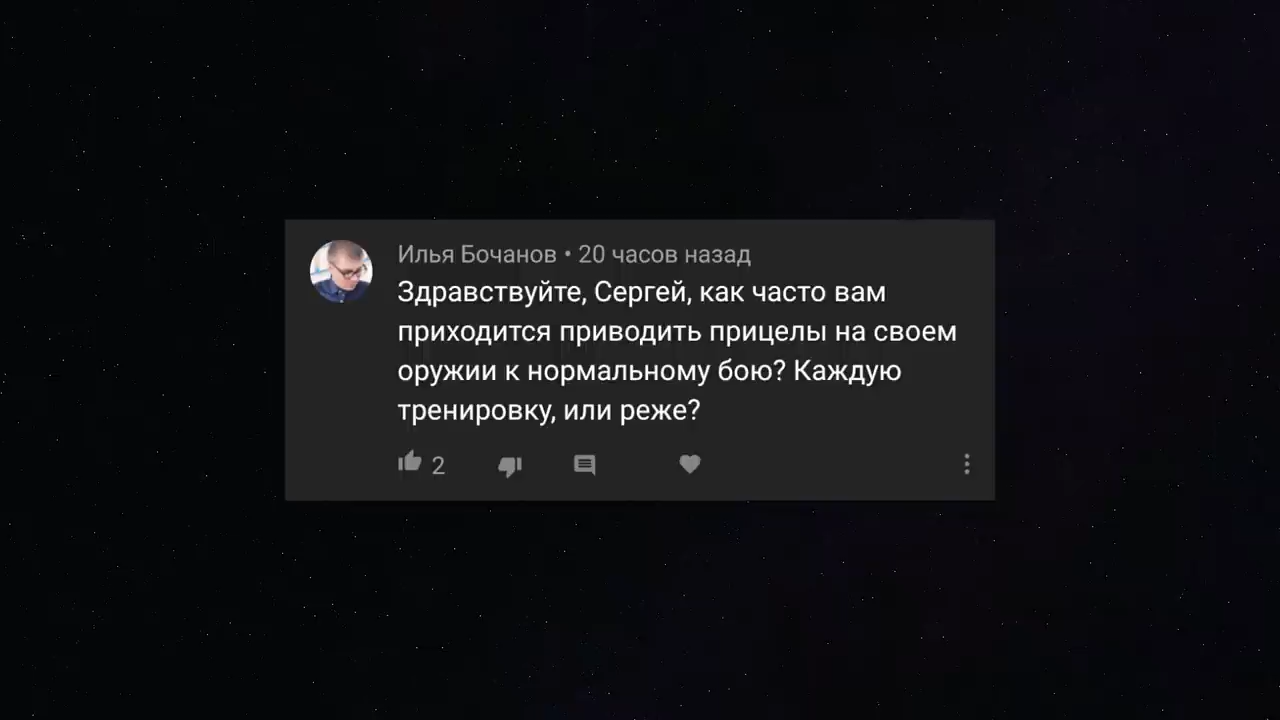 Илья Бочанов • 20 часов назад
Здравствуйте, Сергей, как часто вам
приходится приводить прицелы на своем
оружии к нормальному бою? Каждую
тренировку, или реже?
2